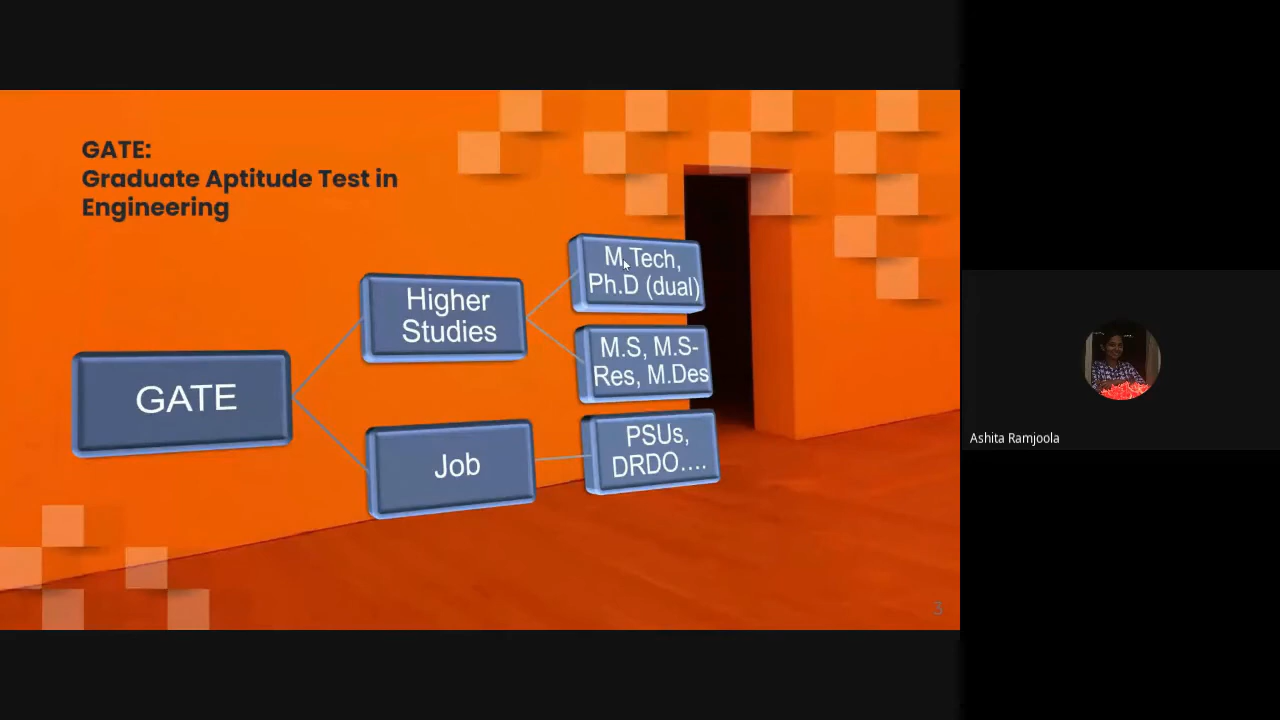 GATE:
Graduate Aptitude Test in
Engineering
GATE
Higher
Studies
M.Tech,
Ph.D (dual)
M.S, M.S-
Res, M.Des
Job
PSUs,
DRDO....
3
Ashita Ramjoola